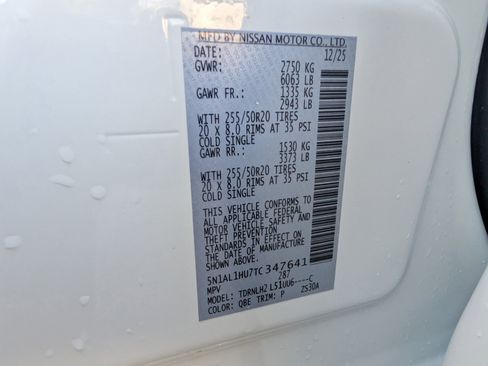 MFD BY NISSAN MOTOR CO., LTD.
DATE: 12/25
GVWR: 2750 KG
6063 LB
GAWR FR.: 1335 KG
2943 LB
WITH 255/50R20 TIRES
20 X 8.0 RIMS AT 35 PSI
COLD SINGLE
GAWR RR.: 1530 KG
3373 LB
WITH 255/50R20 TIRES
20 X 8.0 RIMS AT 35 PSI
COLD SINGLE
THIS VEHICLE CONFORMS TO
ALL APPLICABLE FEDERAL
MOTOR VEHICLE SAFETY AND
THEFT PREVENTION
STANDARDS IN EFFECT ON
THE DATE OF MANUFACTURE
SHOWN ABOVE.
5N1AL1HU7TC347641
MPV 287
MODEL: TDRNLH2 L51UU6----C
COLOR: QBE TRIM: P ZS30A